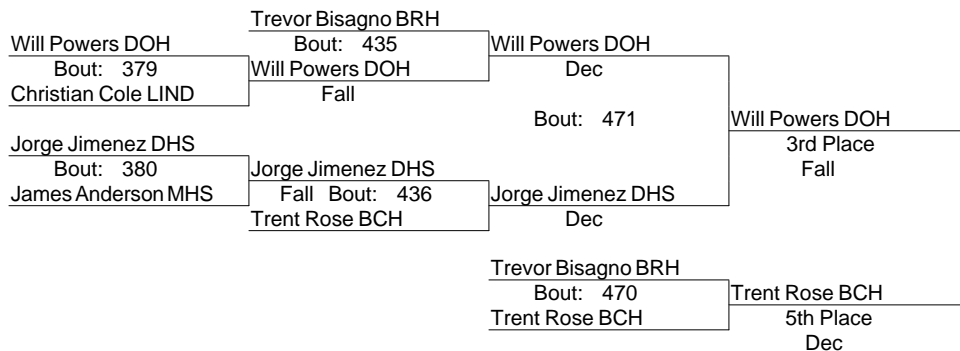 Trevor Bisagno BRH
Will Powers DOH
Bout: 435
Will Powers DOH
Bout: 379
Will Powers DOH
Dec
Christian Cole LIND
Fall
Bout: 471
Will Powers DOH
Jorge Jimenez DHS
3rd Place
Bout: 380
Jorge Jimenez DHS
Fall
James Anderson MHS
Fall Bout: 436
Jorge Jimenez DHS
Trent Rose BCH
Dec
Trevor Bisagno BRH
Bout: 470
Trent Rose BCH
Trent Rose BCH
5th Place
Dec